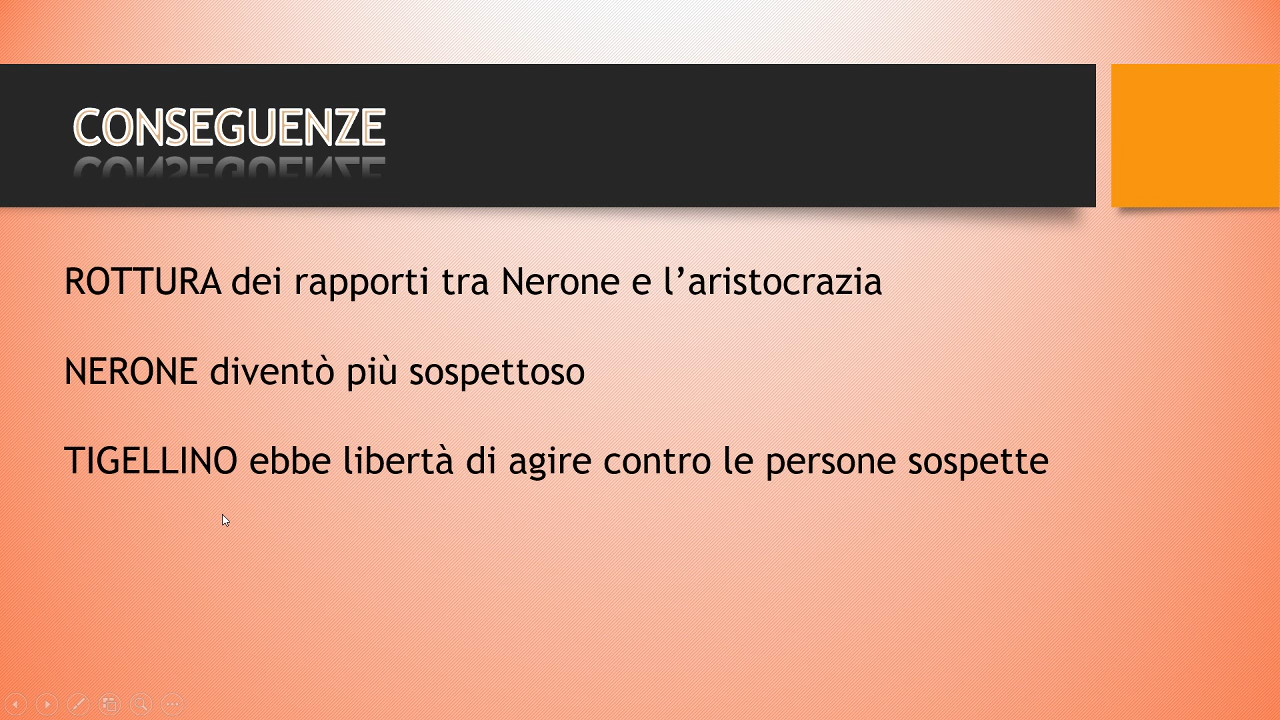 CONSEGUENZE
ROTTURA dei rapporti tra Nerone e l’aristocrazia
NERONE diventò più sospettoso
TIGELLINO ebbe libertà di agire contro le persone sospette